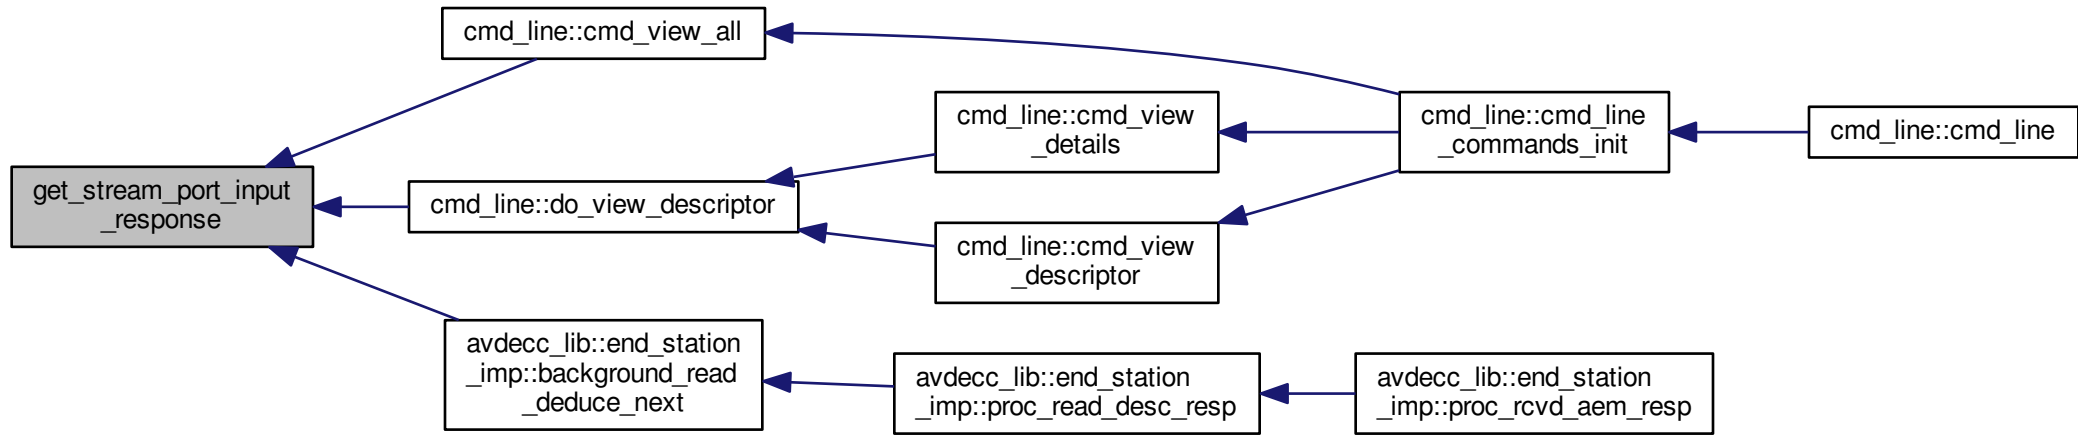 get_stream_port_input
_response
cmd_line::cmd_view_all
cmd_line::do_view_descriptor
avdecc_lib::end_station
_imp::background_read
_deduce_next
cmd_line::cmd_view
_details
cmd_line::cmd_view
_descriptor
avdecc_lib::end_station
_imp::proc_read_desc_resp
cmd_line::cmd_line
_commands_init
avdecc_lib::end_station
_imp::proc_rcvd_aem_resp
cmd_line::cmd_line